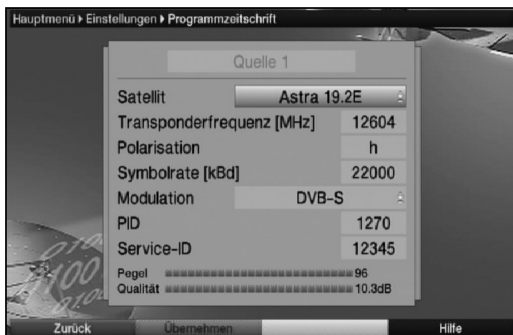 Hauptmenü Einstellungen Programmzeitschrift
Quelle 1
Satellit Astra 19.2E
Transponderfrequenz [MHz] 12604
Polarisation h
Symbolrate [kBd] 22000
Modulation DVB-S
PID 1270
Service-ID 12345
Pegel 96
Qualität 10.3dB
Zurück Übernehmen Hilfe